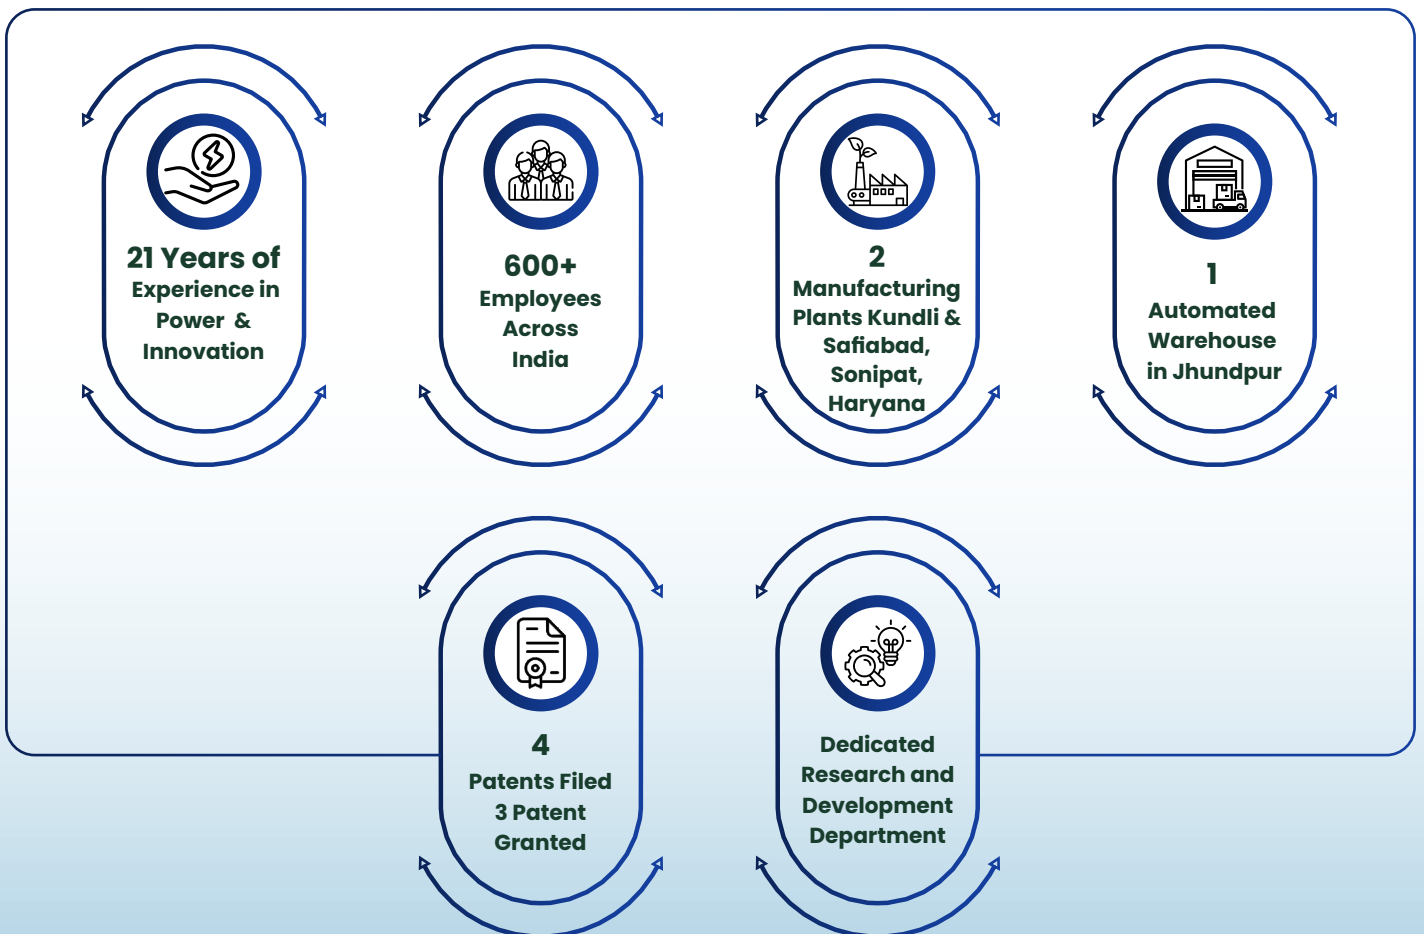 21 Years of
Experience in
Power &
Innovation
600+
Employees
Across
India
2
Manufacturing
Plants Kundli &
Safiabad,
Sonipat,
Haryana
1
Automated
Warehouse
in Jhundpur
4
Patents Filed
3 Patent
Granted
Dedicated
Research and
Development
Department